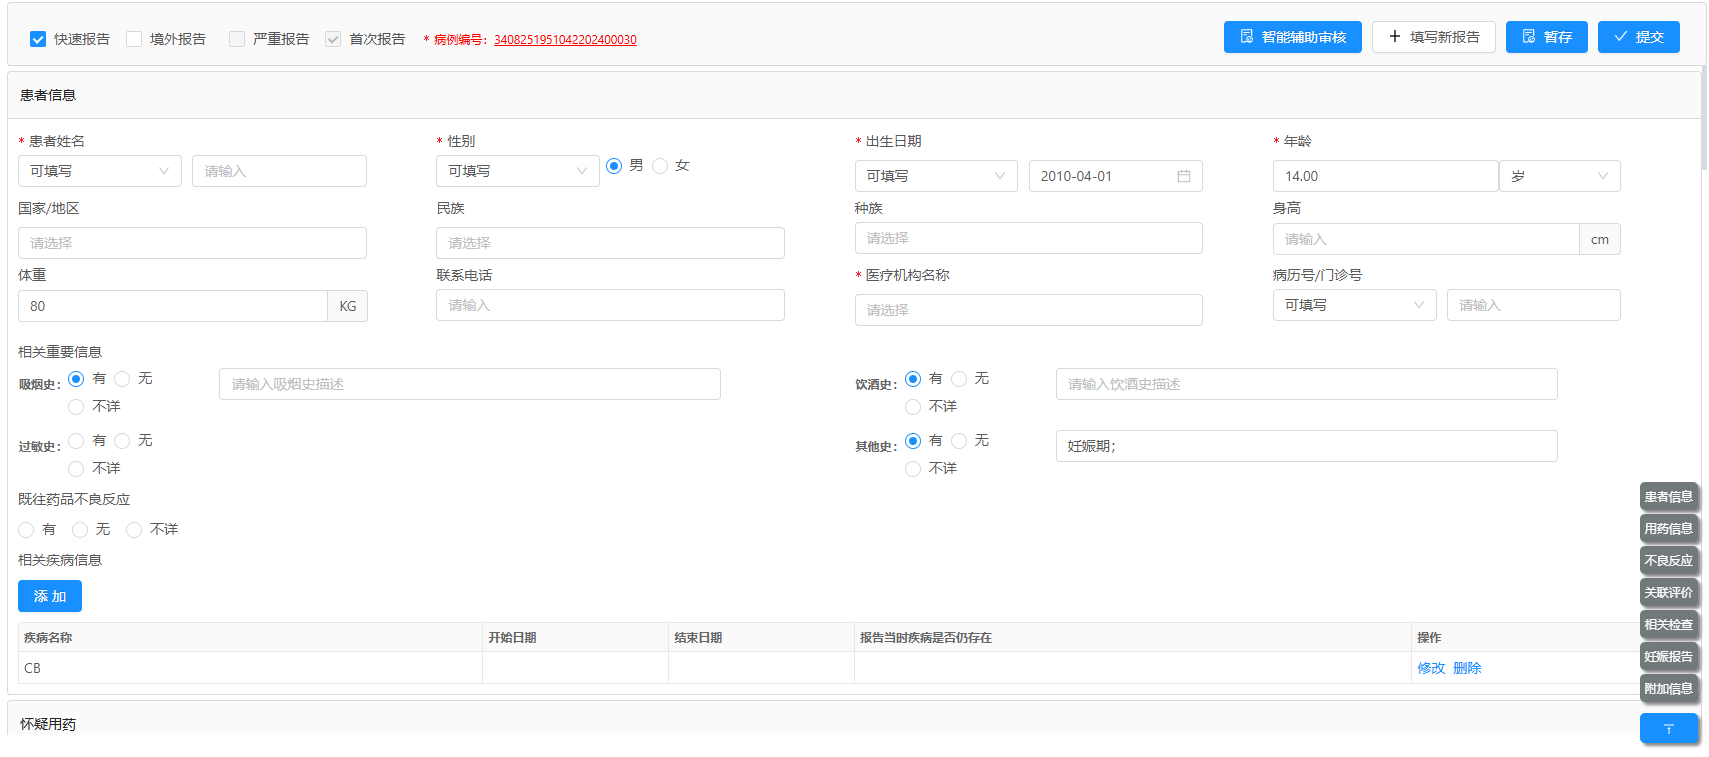 快速报告 境外报告 严重报告 首次报告 * 病例编号： 3408251951042202400030 智能辅助审核 + 填写新报告 暂存 提交
患者信息
* 患者姓名 * 性别 * 出生日期 * 年龄
可填写 请输入 可填写 男 女 可填写 2010-04-01 14.00 岁
国家/地区 民族 种族 身高
请选择 请选择 请选择 请输入 cm
体重 联系电话 * 医疗机构名称 病历号/门诊号
80 KG 请输入 请选择 可填写 请输入
相关重要信息
吸烟史： 有 无 请输入吸烟史描述 饮酒史： 有 无 请输入饮酒史描述
不详 不详
过敏史： 有 无 其他史： 有 无 妊娠期；
不详 不详
既往药品不良反应
患者信息
有 无 不详 用药信息
相关疾病信息 不良反应
添 加 关联评价
疾病名称 开始日期 结束日期 报告当时疾病是否仍存在 操作 相关检查
CB 修改 删除 妊娠报告
附加信息
怀疑用药